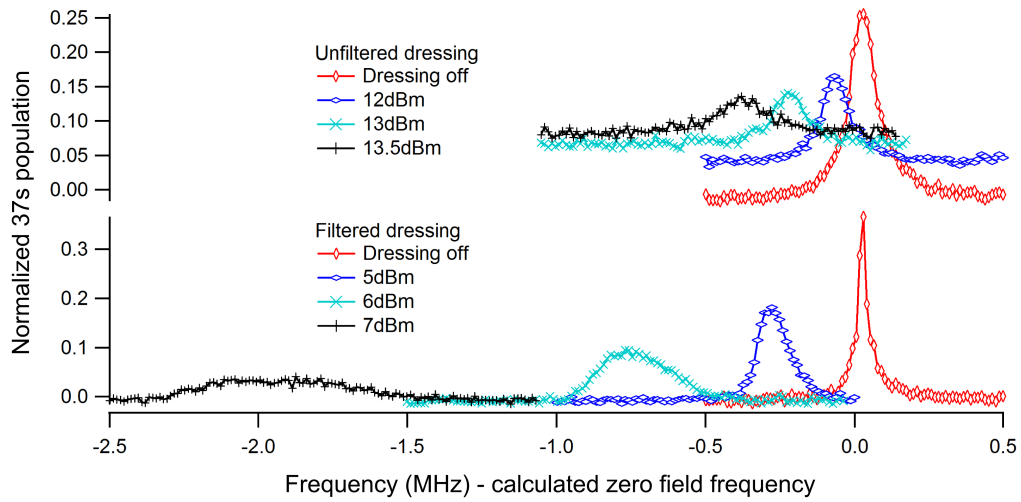 0.25
0.20
0.15
0.10
0.05
0.00
Unfiltered dressing
Dressing off
12dBm
13dBm
13.5dBm
Normalized 37s population
0.3
0.2
0.1
0.0
Filtered dressing
Dressing off
5dBm
6dBm
7dBm
-2.5 -2.0 -1.5 -1.0 -0.5 0.0 0.5
Frequency (MHz) - calculated zero field frequency